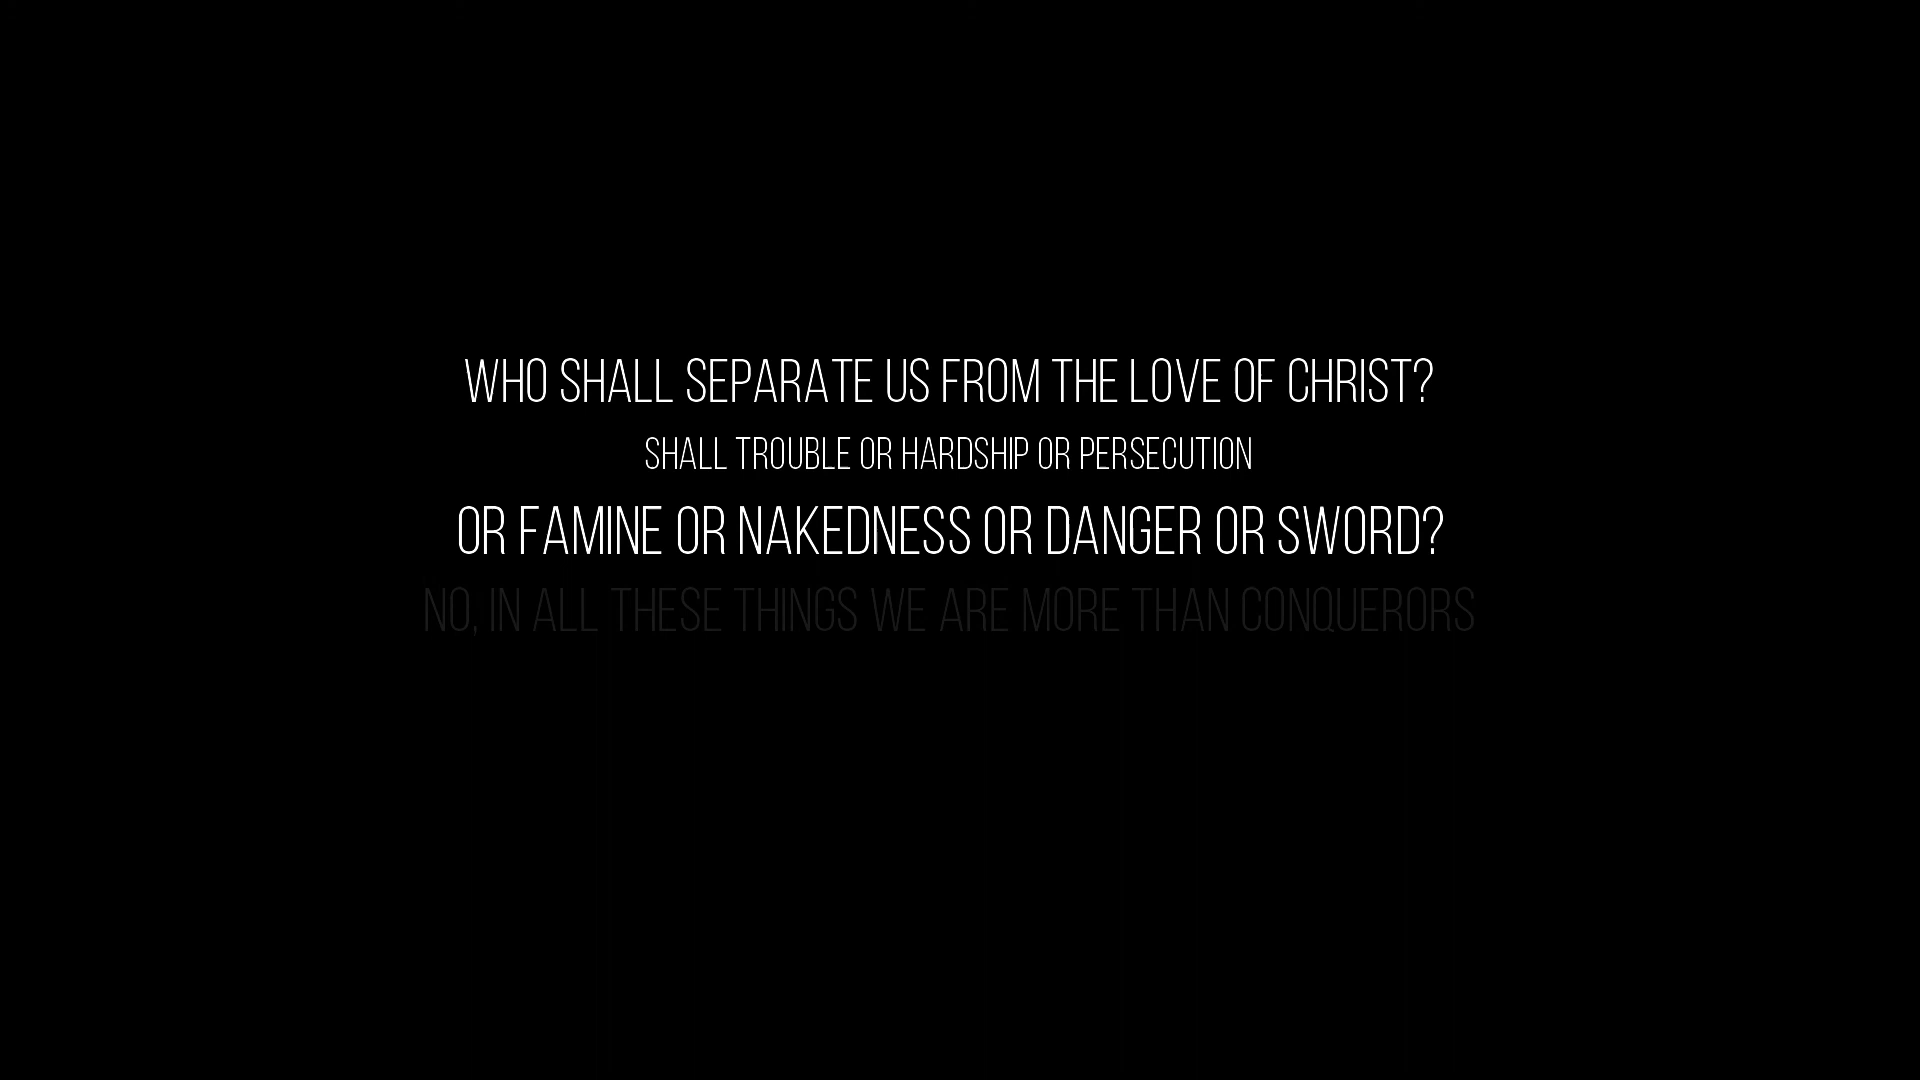 WHO SHALL SEPARATE US FROM THE LOVE OF CHRIST?
SHALL TROUBLE OR HARDSHIP OR PERSECUTION
OR FAMINE OR NAKEDNESS OR DANGER OR SWORD?
NO, IN ALL THESE THINGS WE ARE MORE THAN CONQUERORS